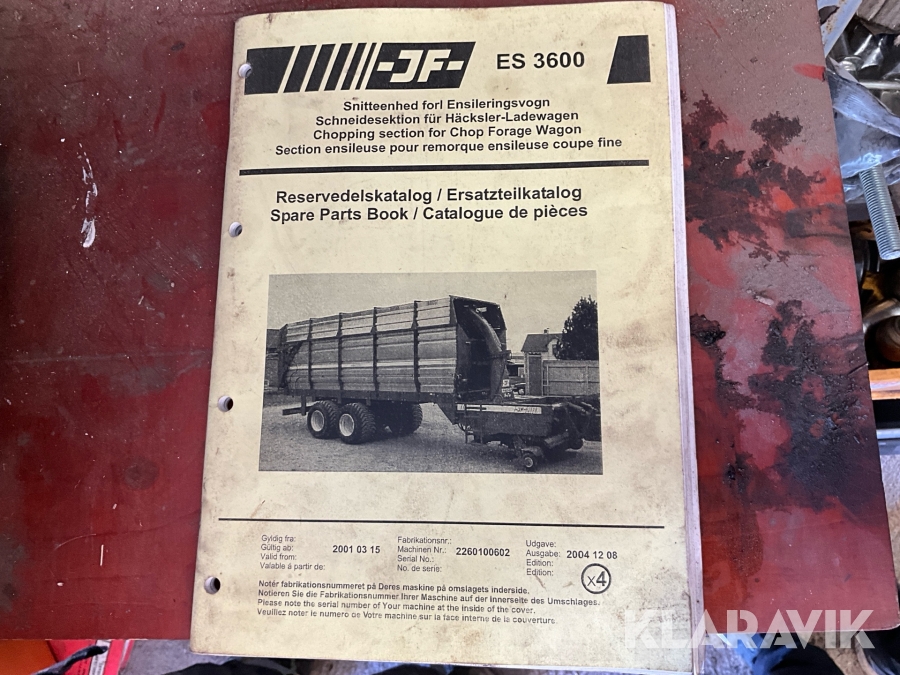 -JF-
ES 3600
Snitteenhed forl Ensileringsvogn
Schneidesektion für Häcksler-Ladewagen
Chopping section for Chop Forage Wagon
Section ensileuse pour remorque ensileuse coupe fine
Reservedelskatalog / Ersatzteilkatalog
Spare Parts Book / Catalogue de pièces
Gyldig fra:
Gültig ab:
Valid from:
Valable á partir de:
2001 03 15
Fabrikationsnr.:
Machinen Nr.:
Serial No.:
No. de serie:
2260100602
Udgave:
Ausgabe:
Edition:
Edition:
2004 12 08
x4
Notér fabrikationsnummeret på Deres maskine på omslagets inderside.
Notieren Sie die Fabrikationsnummer Ihrer Maschine auf der Innerseite des Umschlages.
Please note the serial number of Your machine at the inside of the cover.
Veuillez noter le numero de Votre machine sur la face interne de la couverture.
KLARAVIK